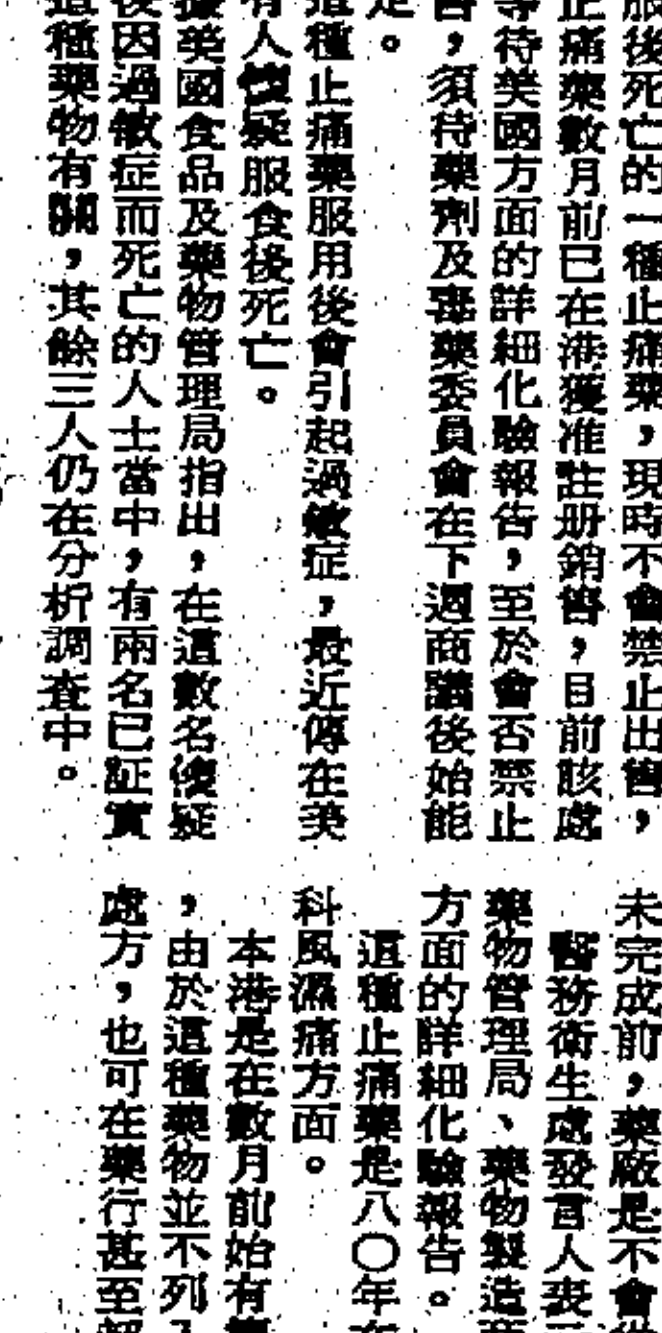 服後死亡的一種止痛藥，現時不會禁止出售，
止痛藥數月前已在港獲准註册銷售，目前該處
等待美國方面的詳細化驗報告，至於會否禁止
售，須待藥劑及毒藥委員會在下週商議後始能
定。
這種止痛藥服用後會引起過敏症，最近傳在美
有人懷疑服食後死亡。
據美國食品及藥物管理局指出，在這數名懷疑
後因過敏症而死亡的人士當中，有兩名已証實
這種藥物有關，其餘三人仍在分析調查中。
未完成前，藥廠是不會
醫務衛生處發言人表
藥物管理局、藥物製造
方面的詳細化驗報告。
這種止痛藥是八〇年
科風濕痛方面。
本港是在數月前始有
，由於這種藥物並不列
處方，也可在藥行甚至